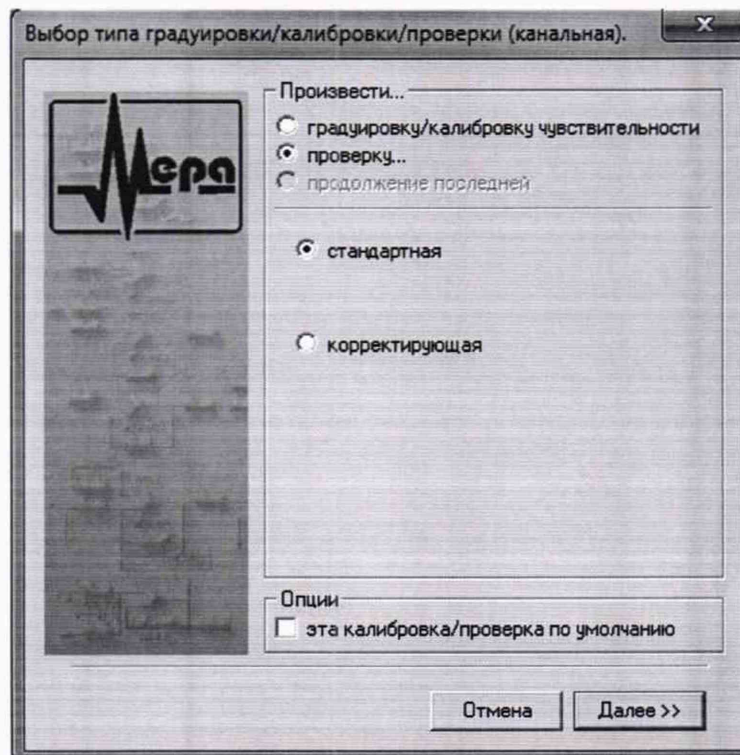 Выбор типа градуировки/калибровки/проверки (канальная).
Мера
Произвести...
градуировку/калибровку чувствительности
проверку...
продолжение последней
стандартная
корректирующая
Опции
эта калибровка/проверка по умолчанию
Отмена
Далее >>